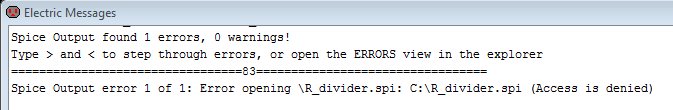 Electric Messages
Spice Output found 1 errors, 0 warnings!
Type > and < to step through errors, or open the ERRORS view in the explorer
=================================83=================================
Spice Output error 1 of 1: Error opening \R_divider.spi: C:\R_divider.spi (Access is denied)